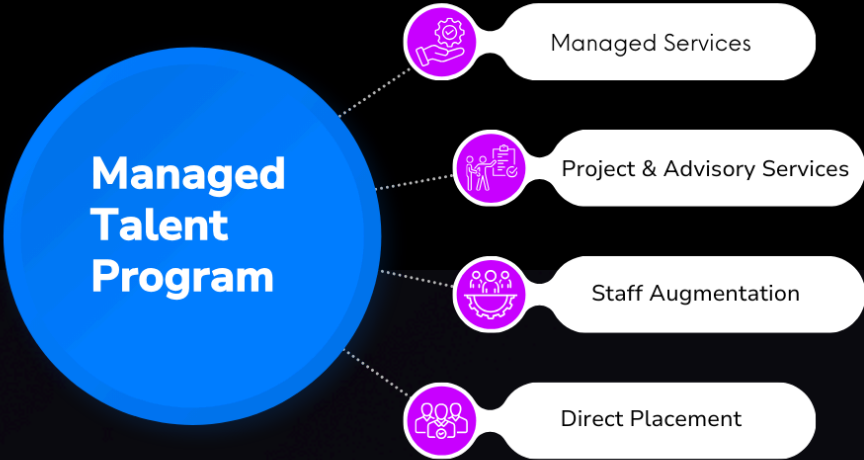 Managed
Talent
Program
Managed Services
Project & Advisory Services
Staff Augmentation
Direct Placement